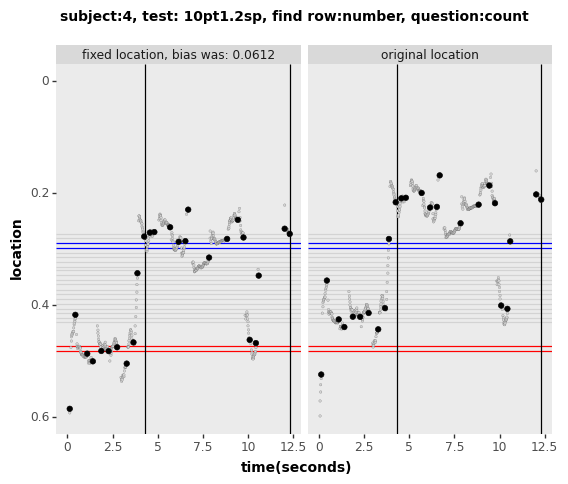 subject:4, test: 10pt1.2sp, find row:number, question:count
fixed location, bias was: 0.0612
original location
0
0.2
0.4
0.6
location
0 2.5 5 7.5 10 12.5
0 2.5 5 7.5 10 12.5
time(seconds)